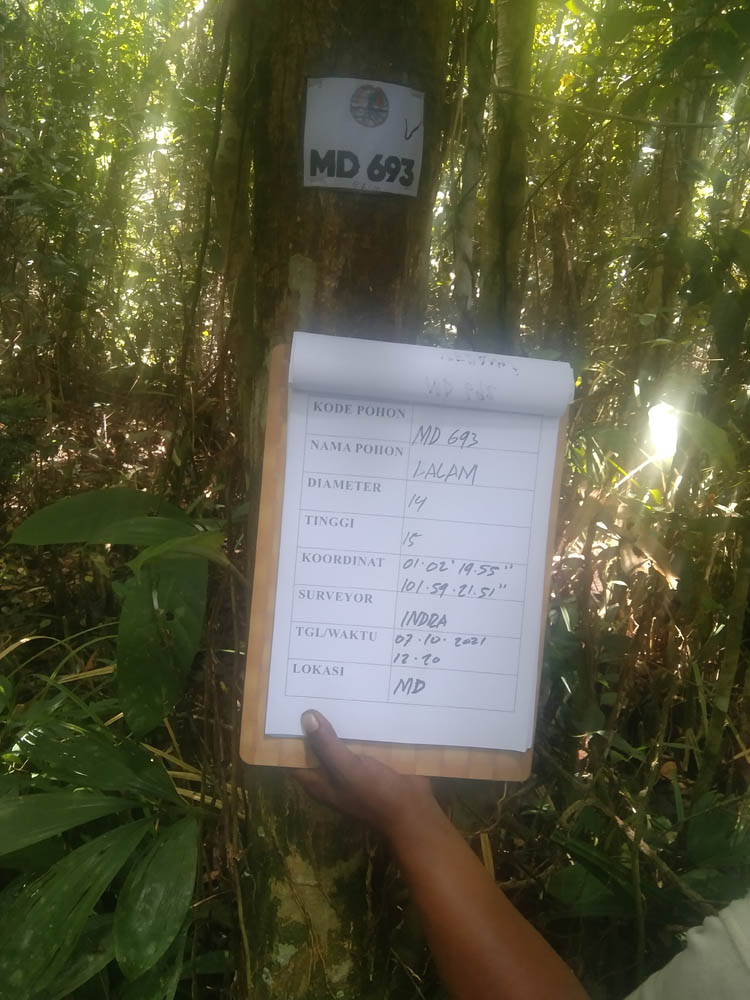 MD 693
KODE POHON MD 693
NAMA POHON LALAM
DIAMETER 14
TINGGI 15
KOORDINAT 01·02'19.55"
101·59·21.51"
SURVEYOR INDRA
TGL/WAKTU 07·10·2021
12·20
LOKASI MD